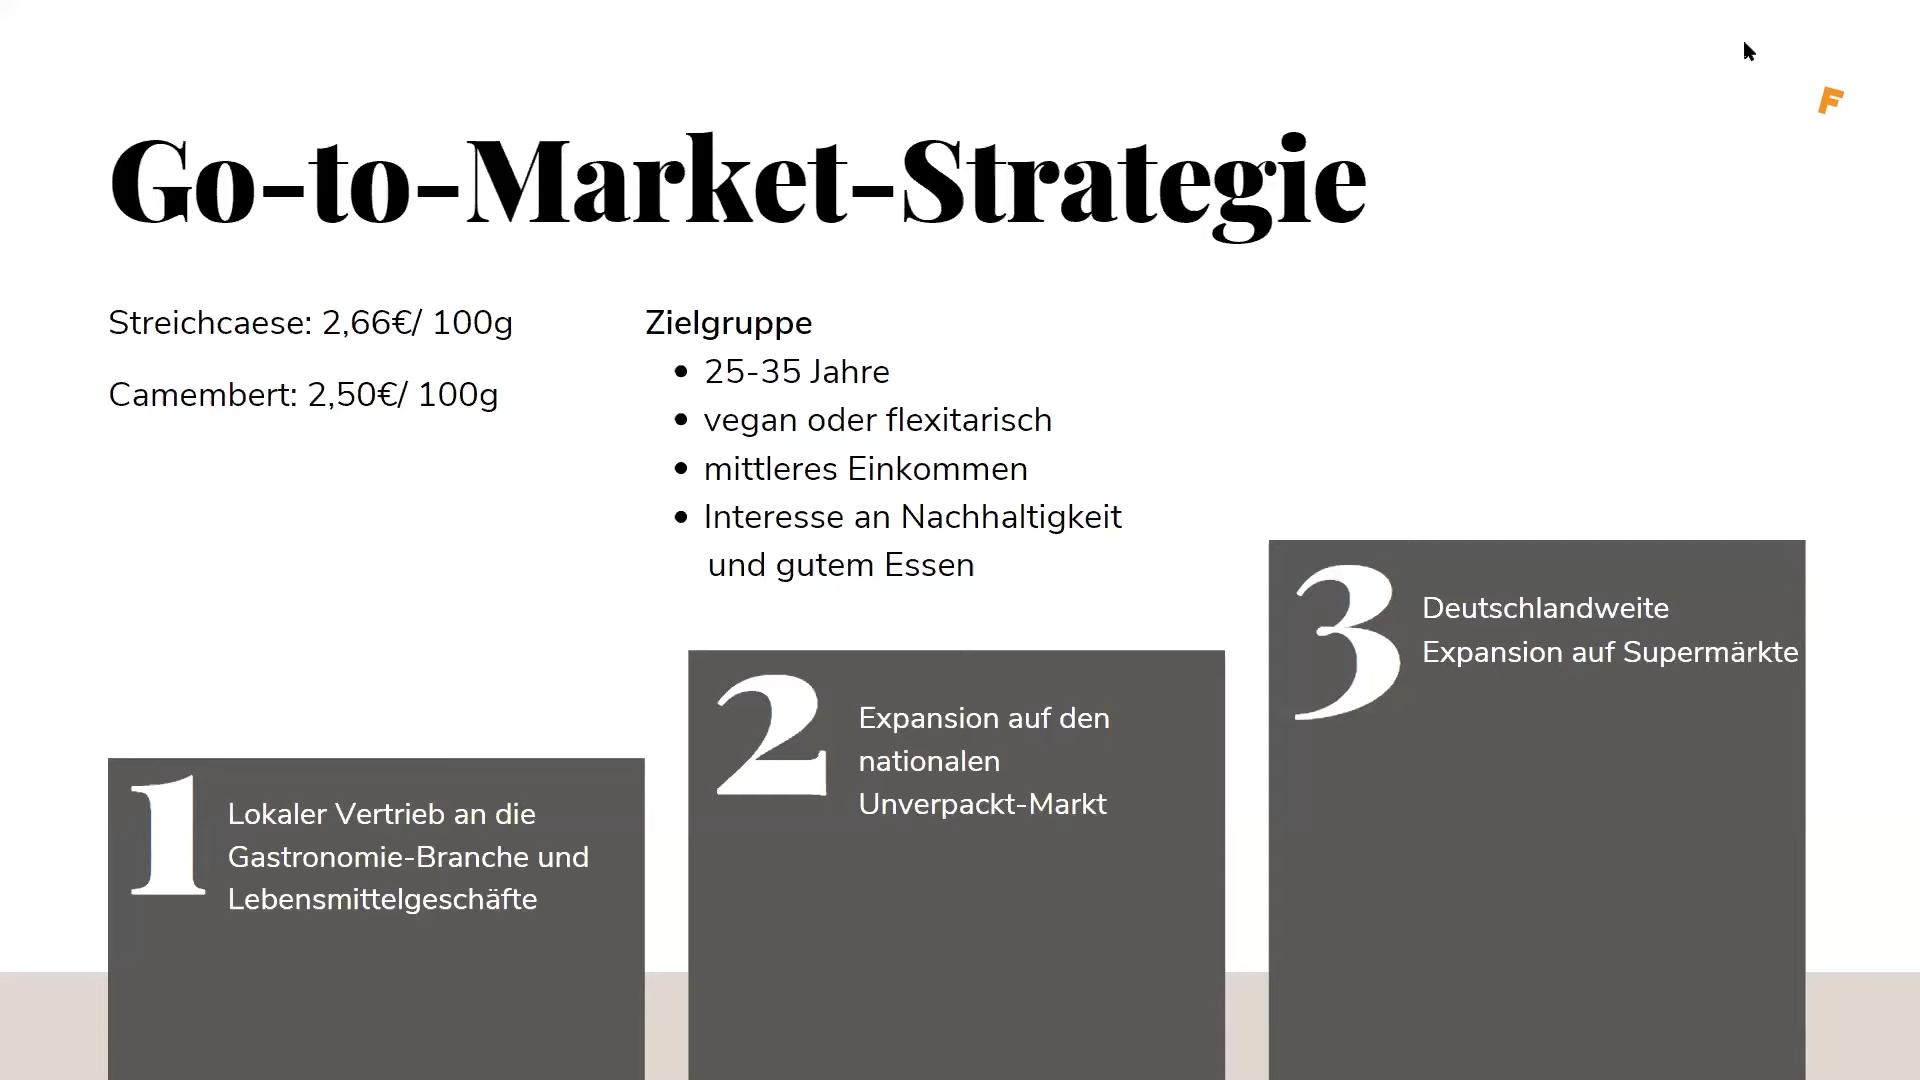 F
Go-to-Market-Strategie
Streichcaese: 2,66€/ 100g
Camembert: 2,50€/ 100g
Zielgruppe
• 25-35 Jahre
• vegan oder flexitarisch
• mittleres Einkommen
• Interesse an Nachhaltigkeit
und gutem Essen
1
Lokaler Vertrieb an die
Gastronomie-Branche und
Lebensmittelgeschäfte
2
Expansion auf den
nationalen
Unverpackt-Markt
3
Deutschlandweite
Expansion auf Supermärkte